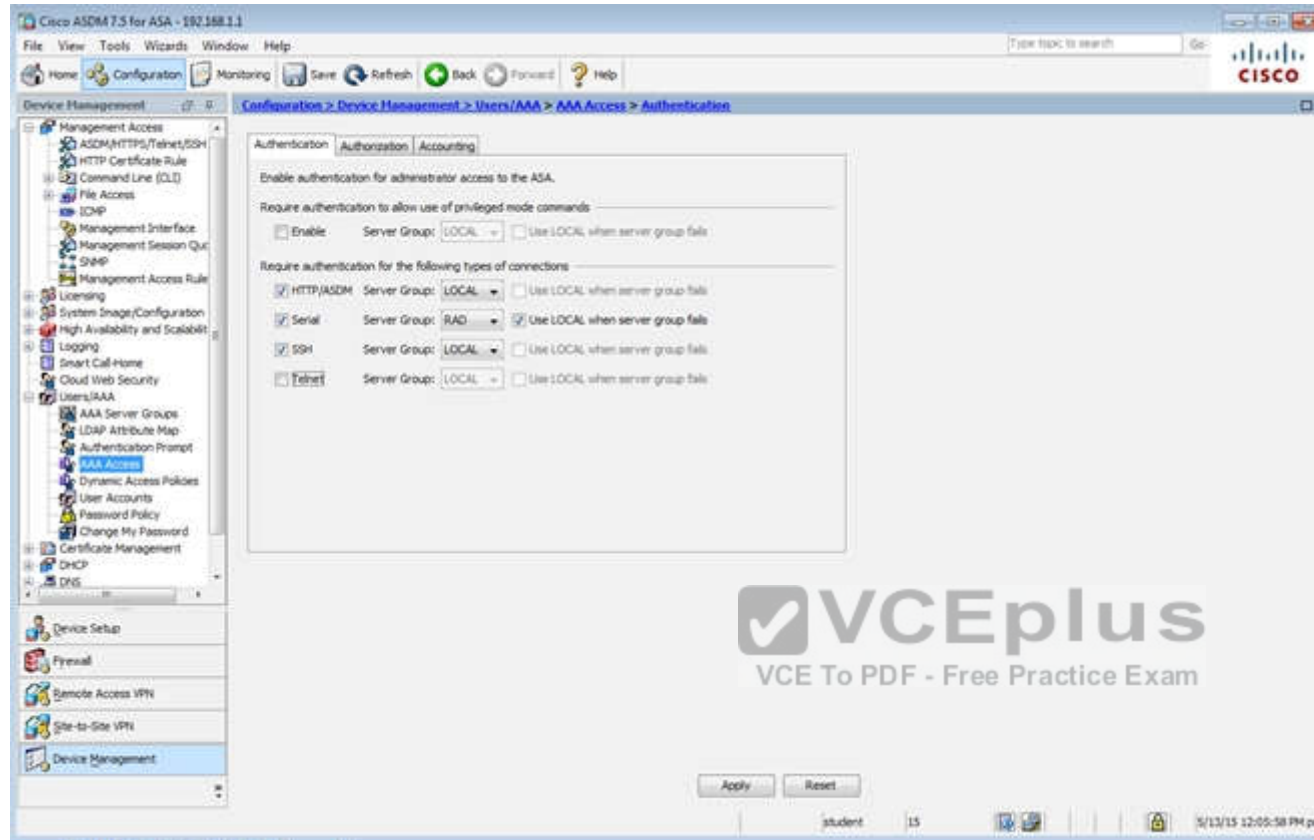 Cisco ASDM 7.5 for ASA - 192.168.1.1
File View Tools Wizards Window Help
Type topic to search Go
Home Configuration Monitoring Save Refresh Back Forward Help
CISCO
Device Management
Configuration > Device Management > Users/AAA > AAA Access > Authentication
Management Access
ASDM/HTTPS/Telnet/SSH
HTTP Certificate Rule
Command Line (CLI)
File Access
ICMP
Management Interface
Management Session Quo
SNMP
Management Access Rule
Licensing
System Image/Configuration
High Availability and Scalabilit
Logging
Smart Call-Home
Cloud Web Security
Users/AAA
AAA Server Groups
LDAP Attribute Map
Authentication Prompt
AAA Access
Dynamic Access Policies
User Accounts
Password Policy
Change My Password
Certificate Management
DHCP
DNS
Device Setup
Firewall
Remote Access VPN
Site-to-Site VPN
Device Management
Authentication Authorization Accounting
Enable authentication for administrator access to the ASA.
Require authentication to allow use of privileged mode commands
Enable Server Group: LOCAL Use LOCAL when server group fails
Require authentication for the following types of connections
HTTP/ASDM Server Group: LOCAL Use LOCAL when server group fails
Serial Server Group: RAD Use LOCAL when server group fails
SSH Server Group: LOCAL Use LOCAL when server group fails
Telnet Server Group: LOCAL Use LOCAL when server group fails
VCEplus
VCE To PDF - Free Practice Exam
Apply Reset
student 15 5/13/15 12:05:58 PM p